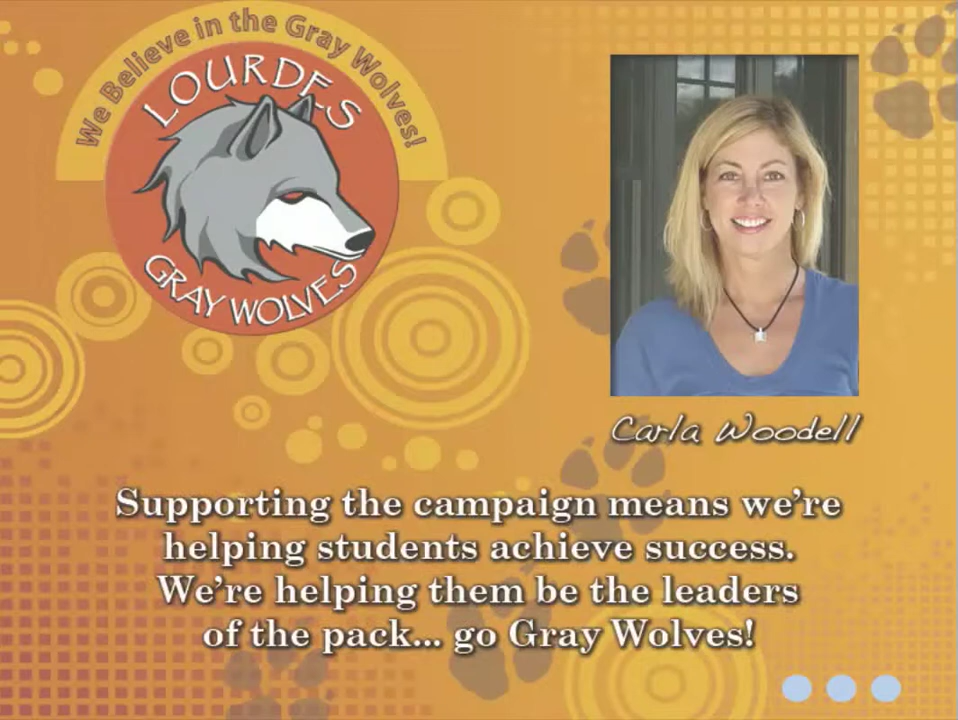 We Believe in the Gray Wolves!
LOURDES
GRAY WOLVES
Carla Woodell
Supporting the campaign means we're
helping students achieve success.
We're helping them be the leaders
of the pack... go Gray Wolves!